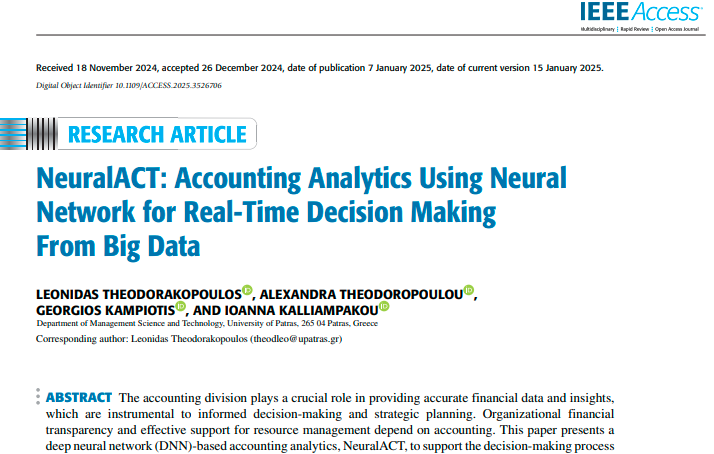 IEEE Access
Multidisciplinary | Rapid Review | Open Access Journal
Received 18 November 2024, accepted 26 December 2024, date of publication 7 January 2025, date of current version 15 January 2025.
Digital Object Identifier 10.1109/ACCESS.2025.3526706
RESEARCH ARTICLE
NeuralACT: Accounting Analytics Using Neural
Network for Real-Time Decision Making
From Big Data
LEONIDAS THEODORAKOPOULOS, ALEXANDRA THEODOROPOULOU,
GEORGIOS KAMPIOTIS, AND IOANNA KALLIAMPAKOU
Department of Management Science and Technology, University of Patras, 265 04 Patras, Greece
Corresponding author: Leonidas Theodorakopoulos (theodleo@upatras.gr)
ABSTRACT The accounting division plays a crucial role in providing accurate financial data and insights,
which are instrumental to informed decision-making and strategic planning. Organizational financial
transparency and effective support for resource management depend on accounting. This paper presents a
deep neural network (DNN)-based accounting analytics, NeuralACT, to support the decision-making process